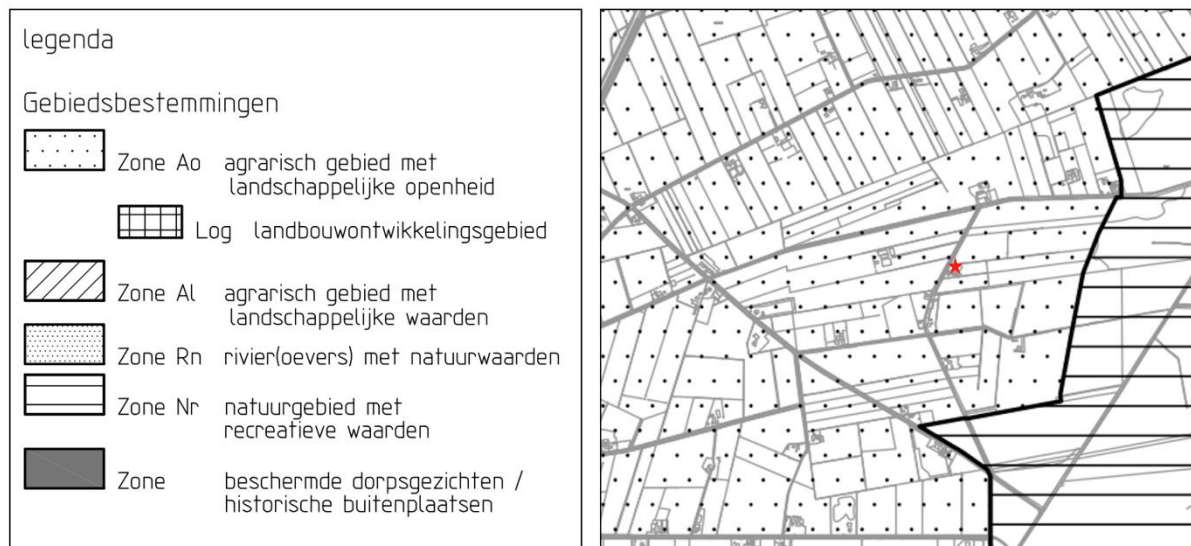 legenda
Gebiedsbestemmingen
Zone Ao agrarisch gebied met
landschappelijke openheid
Log landbouwontwikkelingsgebied
Zone Al agrarisch gebied met
landschappelijke waarden
Zone Rn rivier(oevers) met natuurwaarden
Zone Nr natuurgebied met
recreatieve waarden
Zone beschermde dorpsgezichten /
historische buitenplaatsen